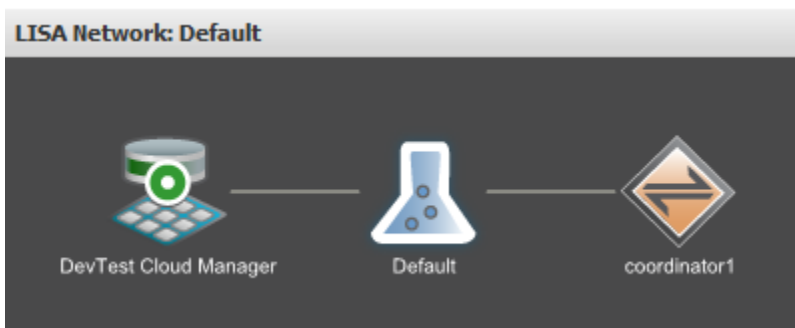 LISA Network: Default
DevTest Cloud Manager
Default
coordinator1